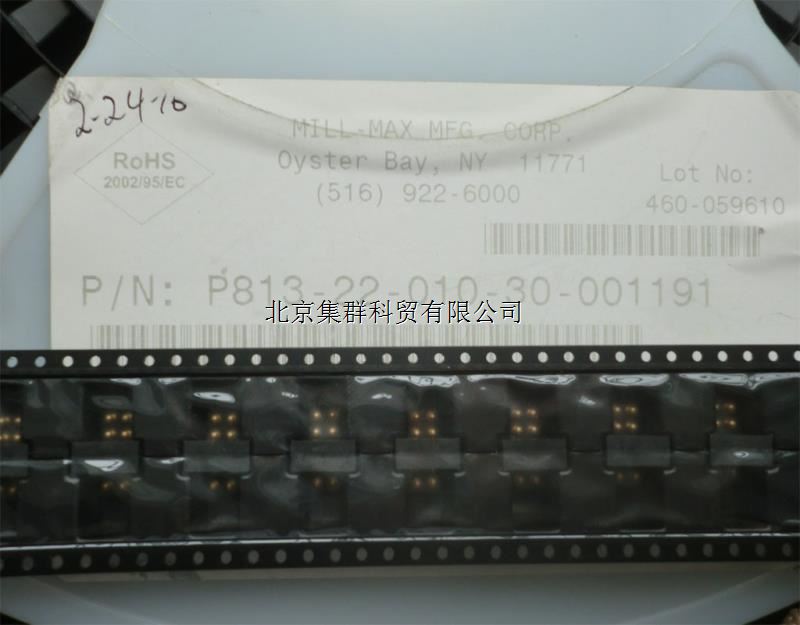 2-24-10
MILL-MAX MFG. CORP.
Oyster Bay, NY 11771
(516) 922-6000
RoHS
2002/95/EC
Lot No:
460-059610
P/N: P813-22-010-30-001191
北京集群科贸有限公司